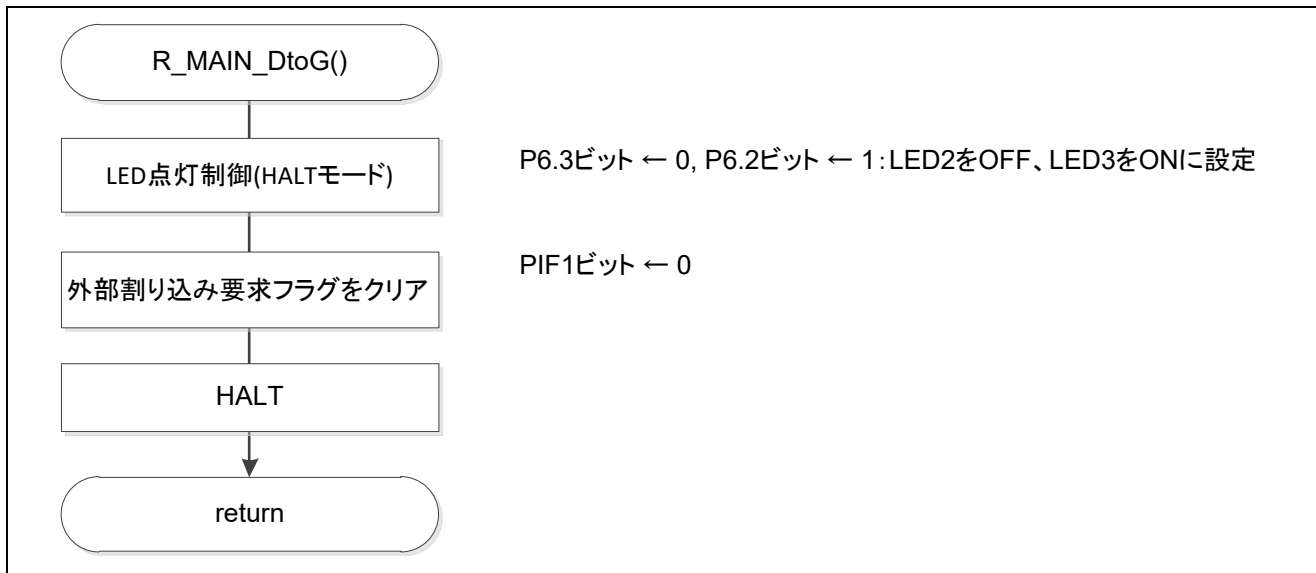 R_MAIN_DtoG()
LED点灯制御(HALTモード)
P6.3ビット ← 0, P6.2ビット ← 1:LED2をOFF、LED3をONに設定
外部割り込み要求フラグをクリア
PIF1ビット ← 0
HALT
return